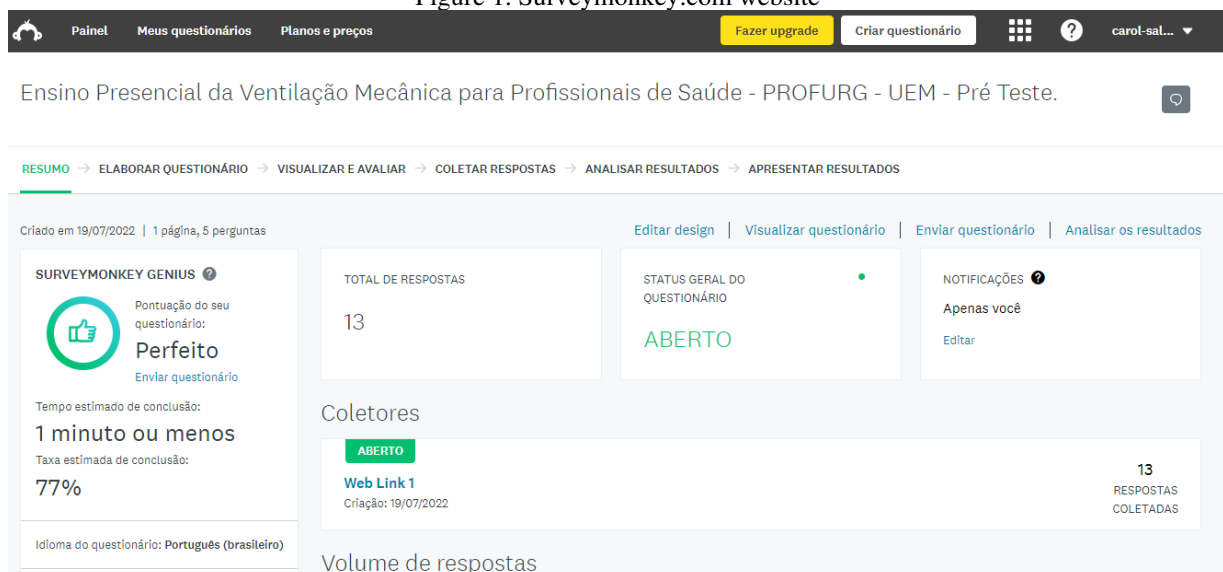 Figure 1. Surveymonkey.com website
Painel Meus questionários Planos e preços Fazer upgrade Criar questionário ? carol-sal... ▼
Ensino Presencial da Ventilação Mecânica para Profissionais de Saúde - PROFURG - UEM - Pré Teste.
RESUMO → ELABORAR QUESTIONÁRIO → VISUALIZAR E AVALIAR → COLETAR RESPOSTAS → ANALISAR RESULTADOS → APRESENTAR RESULTADOS
Criado em 19/07/2022 | 1 página, 5 perguntas
Editar design | Visualizar questionário | Enviar questionário | Analisar os resultados
SURVEYMONKEY GENIUS ?
Pontuação do seu
questionário:
Perfeito
Enviar questionário
Tempo estimado de conclusão:
1 minuto ou menos
Taxa estimada de conclusão:
77%
Idioma do questionário: Português (brasileiro)
TOTAL DE RESPOSTAS
13
STATUS GERAL DO
QUESTIONÁRIO
ABERTO
NOTIFICAÇÕES ?
Apenas você
Editar
Coletores
ABERTO
Web Link 1
Criação: 19/07/2022
13
RESPOSTAS
COLETADAS
Volume de respostas